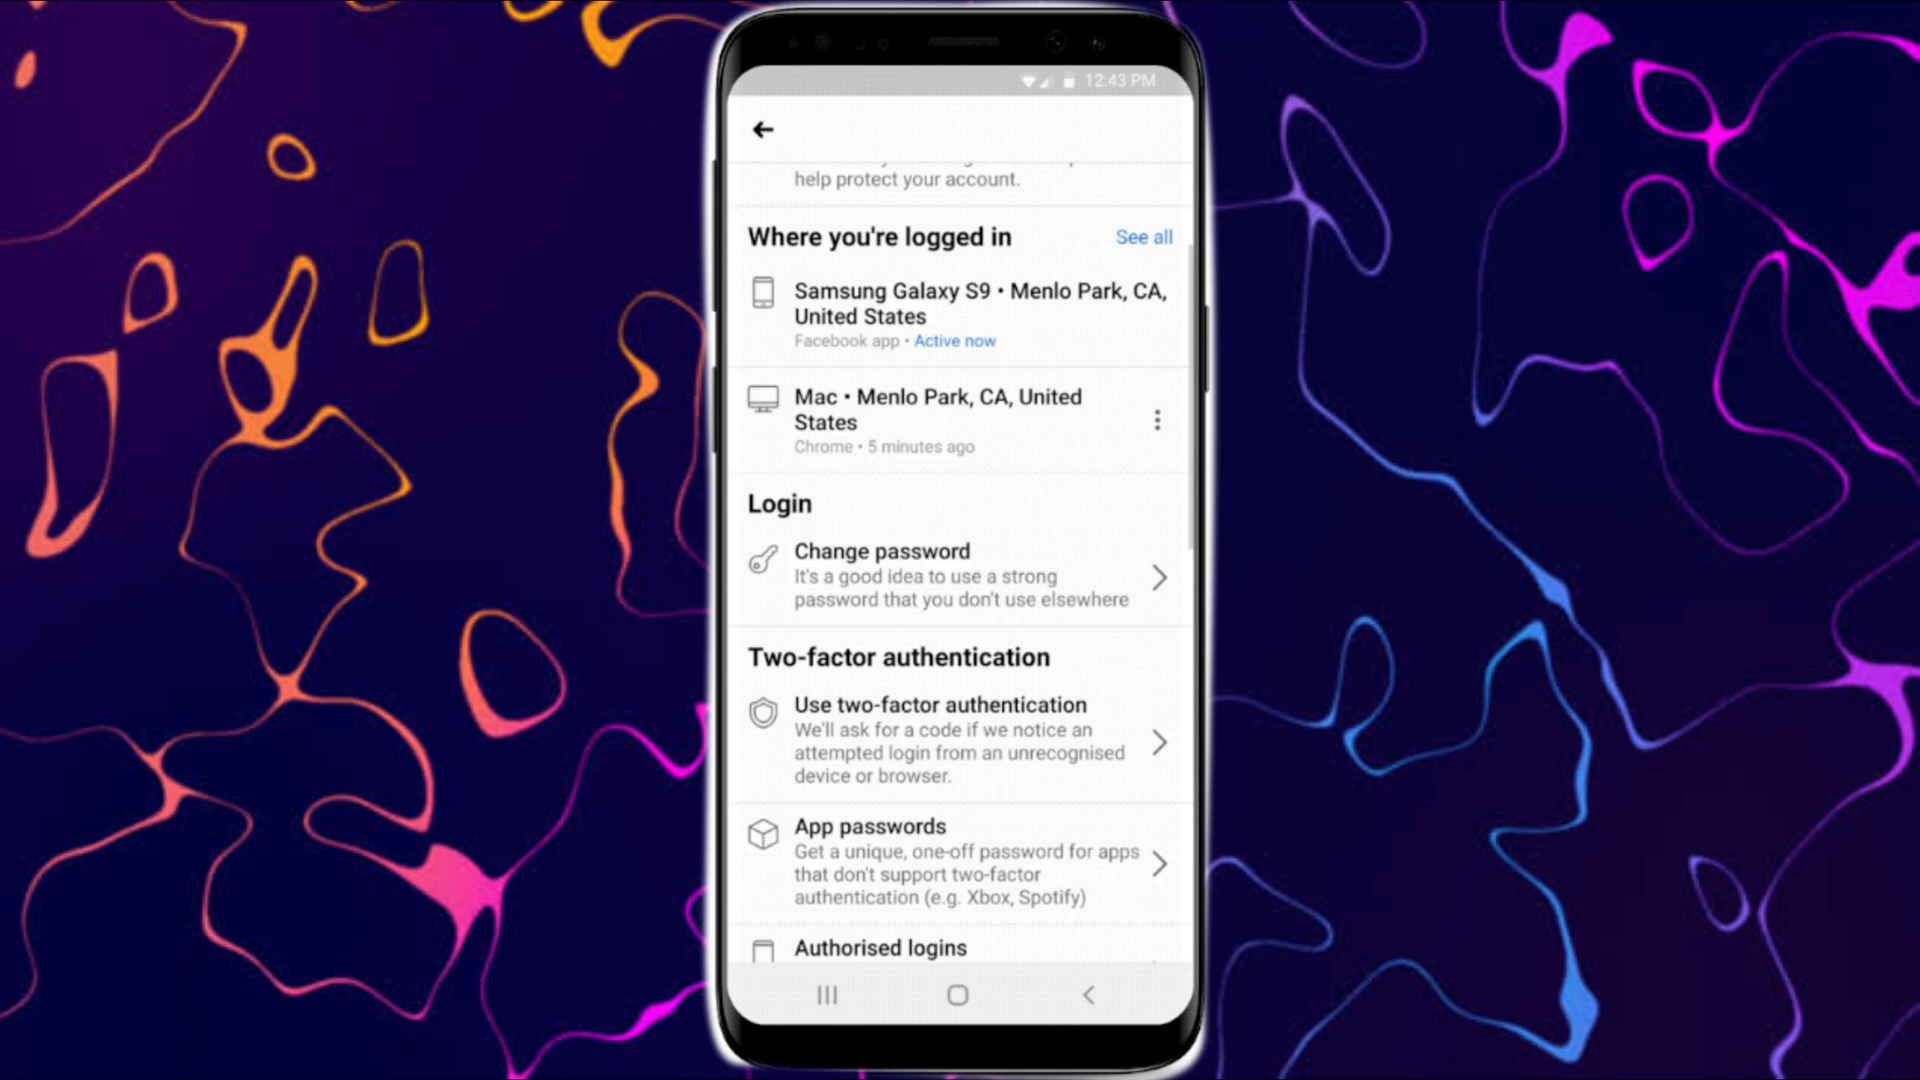 12:43 PM
help protect your account.
Where you're logged in
See all
Samsung Galaxy S9 • Menlo Park, CA,
United States
Facebook app • Active now
Mac • Menlo Park, CA, United
States
Chrome • 5 minutes ago
Login
Change password
It's a good idea to use a strong
password that you don't use elsewhere
Two-factor authentication
Use two-factor authentication
We'll ask for a code if we notice an
attempted login from an unrecognised
device or browser.
App passwords
Get a unique, one-off password for apps
that don't support two-factor
authentication (e.g. Xbox, Spotify)
Authorised logins